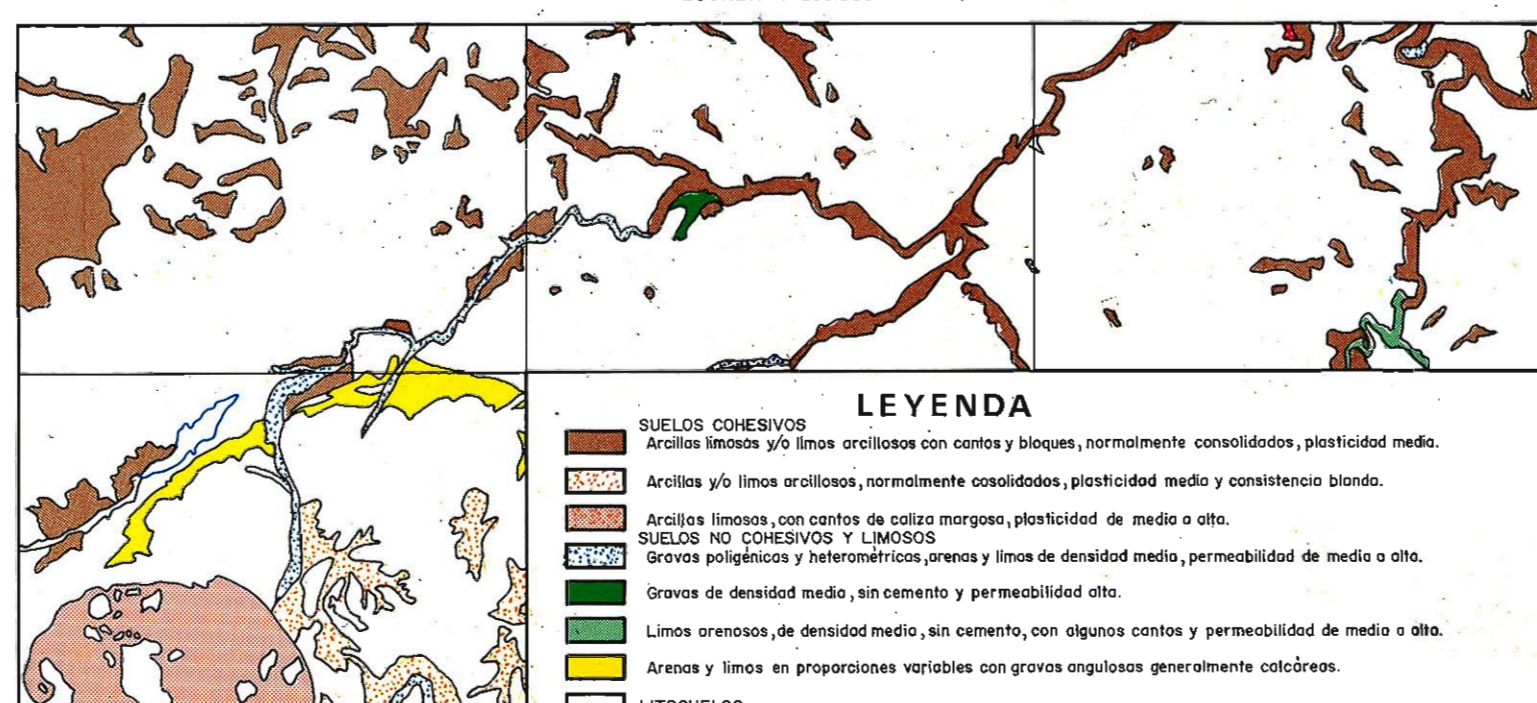 LEYENDA
SUELOS COHESIVOS
Arcillas limosas y/o limos arcillosos con cantos y bloques, normalmente consolidados, plasticidad media.
Arcillas y/o limos arcillosos, normalmente cosolidados, plasticidad media y consistencia blanda.
Arcillas limosas, con cantos de caliza margosa, plasticidad de media a alta.
SUELOS NO COHESIVOS Y LIMOSOS
Gravas poligénicas y heterométricas, arenas y limos de densidad media, permeabilidad de media a alta.
Gravas de densidad media, sin cemento y permeabilidad alta.
Limos arenosos, de densidad media, sin cemento, con algunos cantos y permeabilidad de media a alta.
Arenas y limos en proporciones variables con gravas angulosas generalmente calcáreas.